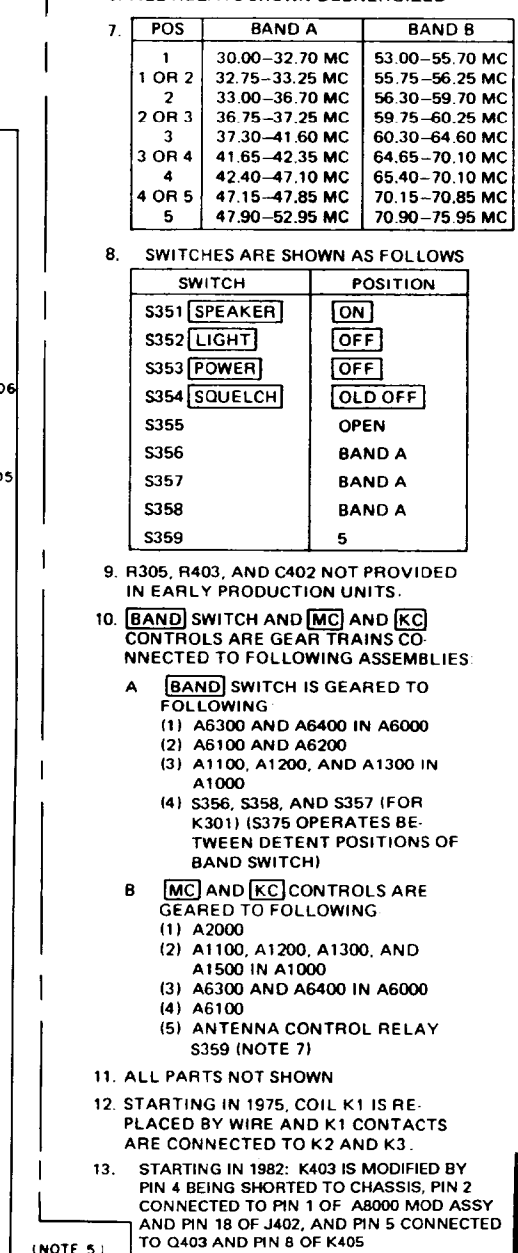 7. POS BAND A BAND B
1 30.00–32.70 MC 53.00–55.70 MC
1 OR 2 32.75–33.25 MC 55.75–56.25 MC
2 33.00–36.70 MC 56.30–59.70 MC
2 OR 3 36.75–37.25 MC 59.75–60.25 MC
3 37.30–41.60 MC 60.30–64.60 MC
3 OR 4 41.65–42.35 MC 64.65–70.10 MC
4 42.40–47.10 MC 65.40–70.10 MC
4 OR 5 47.15–47.85 MC 70.15–70.85 MC
5 47.90–52.95 MC 70.90–75.95 MC
8. SWITCHES ARE SHOWN AS FOLLOWS
SWITCH POSITION
S351 SPEAKER ON
S352 LIGHT OFF
S353 POWER OFF
S354 SQUELCH OLD OFF
S355 OPEN
S356 BAND A
S357 BAND A
S358 BAND A
S359 5
9. R305, R403, AND C402 NOT PROVIDED
IN EARLY PRODUCTION UNITS.
10. BAND SWITCH AND MC AND KC
CONTROLS ARE GEAR TRAINS CO-
NNECTED TO FOLLOWING ASSEMBLIES:
A BAND SWITCH IS GEARED TO
FOLLOWING
(1) A6300 AND A6400 IN A6000
(2) A6100 AND A6200
(3) A1100, A1200, AND A1300 IN
A1000
(4) S356, S358, AND S357 (FOR
K301) (S375 OPERATES BE-
TWEEN DETENT POSITIONS OF
BAND SWITCH)
B MC AND KC CONTROLS ARE
GEARED TO FOLLOWING
(1) A2000
(2) A1100, A1200, A1300, AND
A1500 IN A1000
(3) A6300 AND A6400 IN A6000
(4) A6100
(5) ANTENNA CONTROL RELAY
S359 (NOTE 7)
11. ALL PARTS NOT SHOWN
12. STARTING IN 1975, COIL K1 IS RE-
PLACED BY WIRE AND K1 CONTACTS
ARE CONNECTED TO K2 AND K3.
13. STARTING IN 1982: K403 IS MODIFIED BY
PIN 4 BEING SHORTED TO CHASSIS, PIN 2
CONNECTED TO PIN 1 OF A8000 MOD ASSY
AND PIN 18 OF J402, AND PIN 5 CONNECTED
TO Q403 AND PIN 8 OF K405
(NOTE 5)